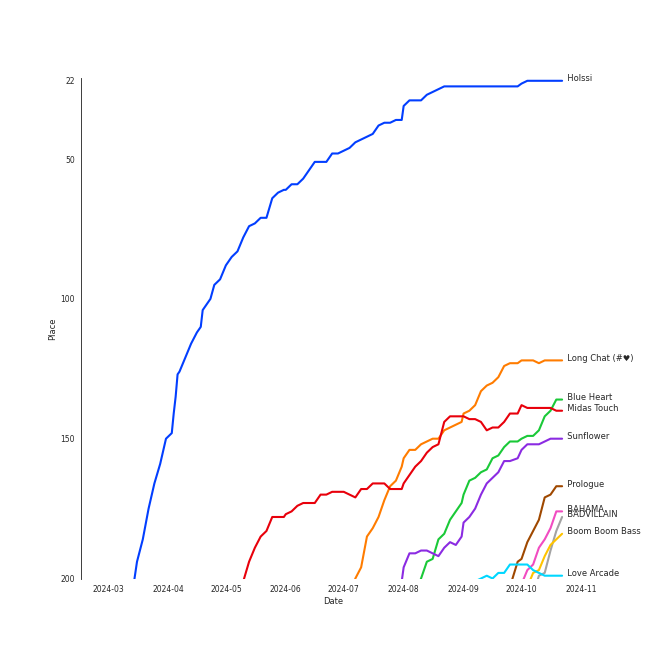 22
50
100
150
200
Place
2024-03
2024-04
2024-05
2024-06
2024-07
2024-08
2024-09
2024-10
2024-11
Date
Holssi
Long Chat (#♥)
Blue Heart
Midas Touch
Sunflower
Prologue
BAHAMA
BADVILLAIN
Boom Boom Bass
Love Arcade